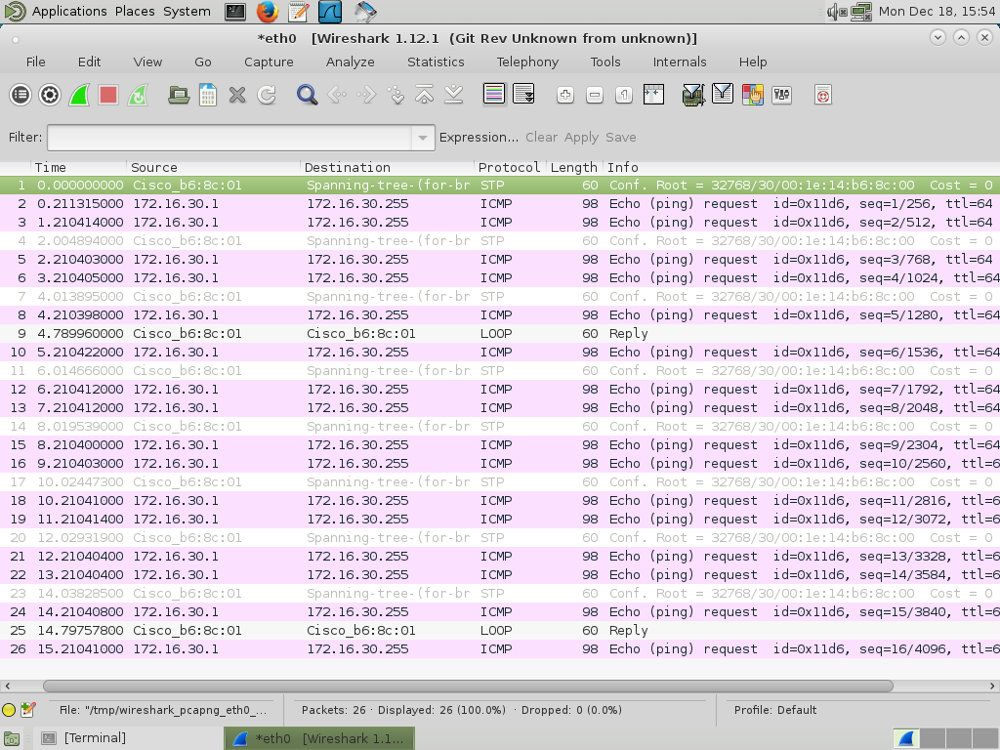 Applications Places System Mon Dec 18, 15:54
*eth0 [Wireshark 1.12.1 (Git Rev Unknown from unknown)]
File Edit View Go Capture Analyze Statistics Telephony Tools Internals Help
Filter: Expression... Clear Apply Save
Time Source Destination Protocol Length Info
1 0.000000000 Cisco_b6:8c:01 Spanning-tree-(for-br STP 60 Conf. Root = 32768/30/00:1e:14:b6:8c:00 Cost = 0
2 0.211315000 172.16.30.1 172.16.30.255 ICMP 98 Echo (ping) request id=0x11d6, seq=1/256, ttl=64
3 1.210414000 172.16.30.1 172.16.30.255 ICMP 98 Echo (ping) request id=0x11d6, seq=2/512, ttl=64
4 2.004894000 Cisco_b6:8c:01 Spanning-tree-(for-br STP 60 Conf. Root = 32768/30/00:1e:14:b6:8c:00 Cost = 0
5 2.210403000 172.16.30.1 172.16.30.255 ICMP 98 Echo (ping) request id=0x11d6, seq=3/768, ttl=64
6 3.210405000 172.16.30.1 172.16.30.255 ICMP 98 Echo (ping) request id=0x11d6, seq=4/1024, ttl=64
7 4.013895000 Cisco_b6:8c:01 Spanning-tree-(for-br STP 60 Conf. Root = 32768/30/00:1e:14:b6:8c:00 Cost = 0
8 4.210398000 172.16.30.1 172.16.30.255 ICMP 98 Echo (ping) request id=0x11d6, seq=5/1280, ttl=64
9 4.789960000 Cisco_b6:8c:01 Cisco_b6:8c:01 LOOP 60 Reply
10 5.210422000 172.16.30.1 172.16.30.255 ICMP 98 Echo (ping) request id=0x11d6, seq=6/1536, ttl=64
11 6.014666000 Cisco_b6:8c:01 Spanning-tree-(for-br STP 60 Conf. Root = 32768/30/00:1e:14:b6:8c:00 Cost = 0
12 6.210412000 172.16.30.1 172.16.30.255 ICMP 98 Echo (ping) request id=0x11d6, seq=7/1792, ttl=64
13 7.210412000 172.16.30.1 172.16.30.255 ICMP 98 Echo (ping) request id=0x11d6, seq=8/2048, ttl=64
14 8.019539000 Cisco_b6:8c:01 Spanning-tree-(for-br STP 60 Conf. Root = 32768/30/00:1e:14:b6:8c:00 Cost = 0
15 8.210400000 172.16.30.1 172.16.30.255 ICMP 98 Echo (ping) request id=0x11d6, seq=9/2304, ttl=64
16 9.210403000 172.16.30.1 172.16.30.255 ICMP 98 Echo (ping) request id=0x11d6, seq=10/2560, ttl=6
17 10.02447300 Cisco_b6:8c:01 Spanning-tree-(for-br STP 60 Conf. Root = 32768/30/00:1e:14:b6:8c:00 Cost = 0
18 10.21041000 172.16.30.1 172.16.30.255 ICMP 98 Echo (ping) request id=0x11d6, seq=11/2816, ttl=6
19 11.21041400 172.16.30.1 172.16.30.255 ICMP 98 Echo (ping) request id=0x11d6, seq=12/3072, ttl=6
20 12.02931900 Cisco_b6:8c:01 Spanning-tree-(for-br STP 60 Conf. Root = 32768/30/00:1e:14:b6:8c:00 Cost = 0
21 12.21040400 172.16.30.1 172.16.30.255 ICMP 98 Echo (ping) request id=0x11d6, seq=13/3328, ttl=6
22 13.21040400 172.16.30.1 172.16.30.255 ICMP 98 Echo (ping) request id=0x11d6, seq=14/3584, ttl=6
23 14.03828500 Cisco_b6:8c:01 Spanning-tree-(for-br STP 60 Conf. Root = 32768/30/00:1e:14:b6:8c:00 Cost = 0
24 14.21040800 172.16.30.1 172.16.30.255 ICMP 98 Echo (ping) request id=0x11d6, seq=15/3840, ttl=6
25 14.79757800 Cisco_b6:8c:01 Cisco_b6:8c:01 LOOP 60 Reply
26 15.21041000 172.16.30.1 172.16.30.255 ICMP 98 Echo (ping) request id=0x11d6, seq=16/4096, ttl=6
File: "/tmp/wireshark_pcapng_eth0_... Packets: 26 · Displayed: 26 (100.0%) · Dropped: 0 (0.0%) Profile: Default
[Terminal] *eth0 [Wireshark 1.1...